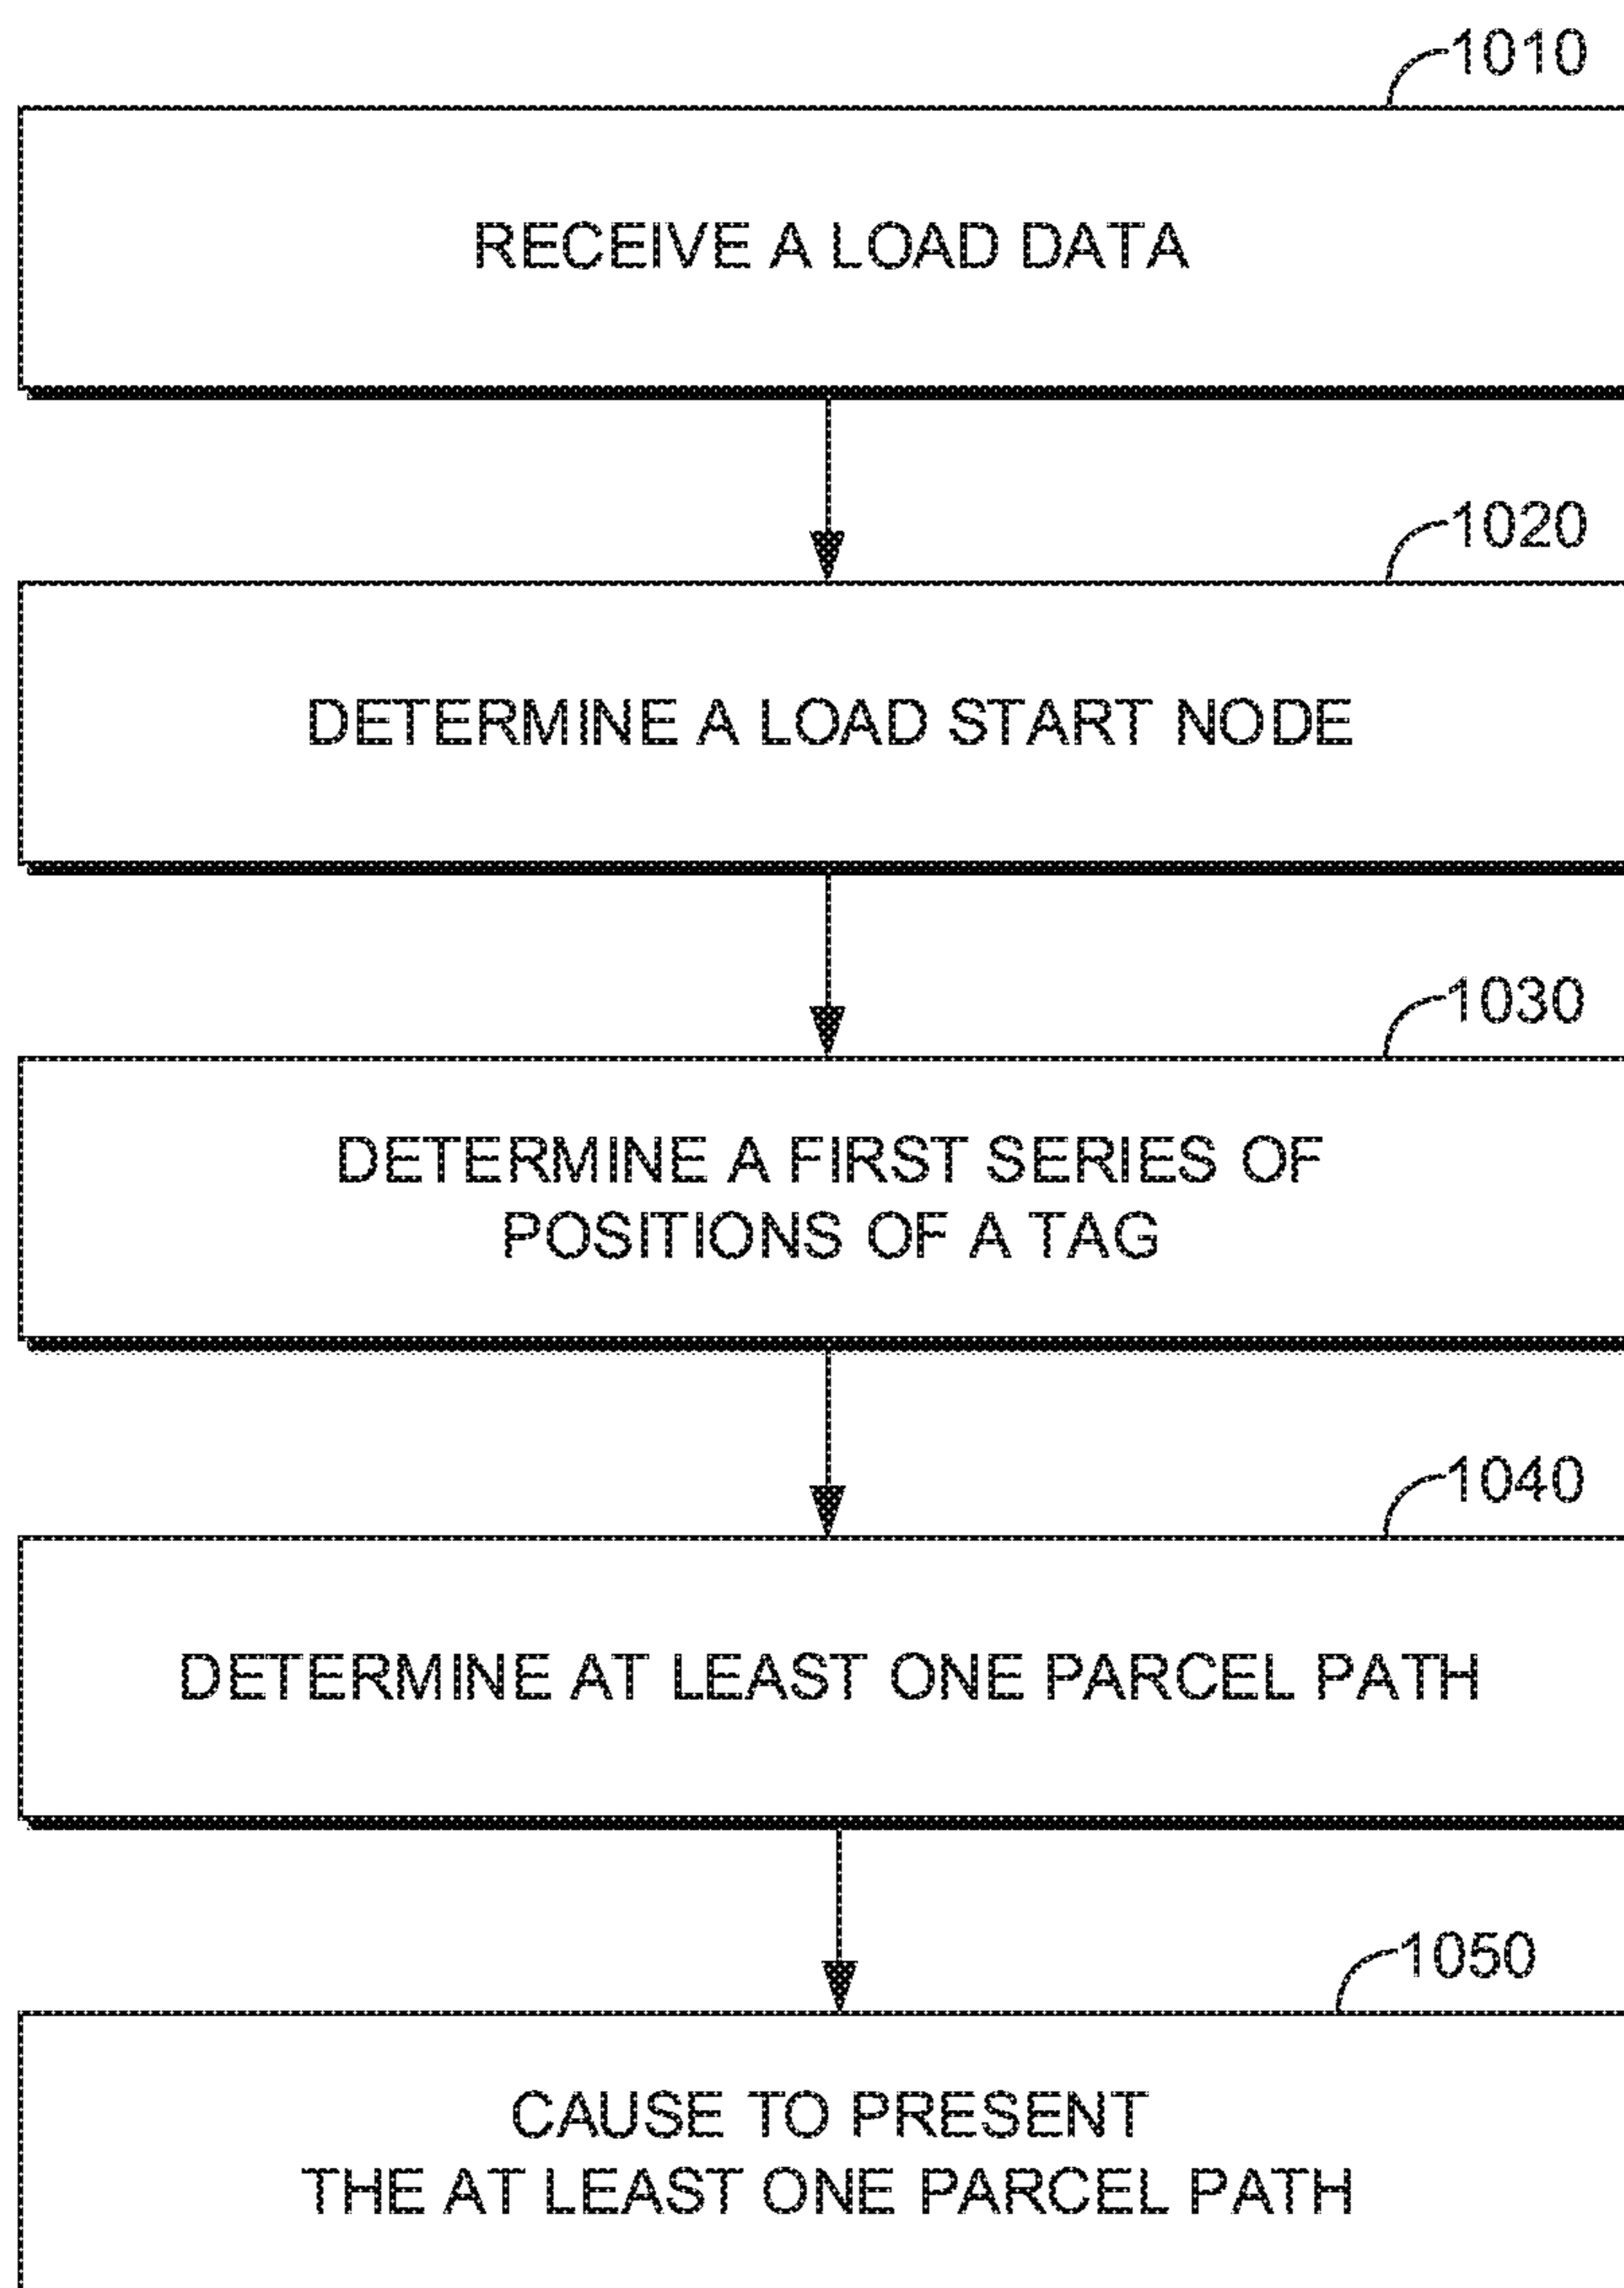 1010
RECEIVE A LOAD DATA
1020
DETERMINE A LOAD START NODE
1030
DETERMINE A FIRST SERIES OF
POSITIONS OF A TAG
1040
DETERMINE AT LEAST ONE PARCEL PATH
1050
CAUSE TO PRESENT
THE AT LEAST ONE PARCEL PATH